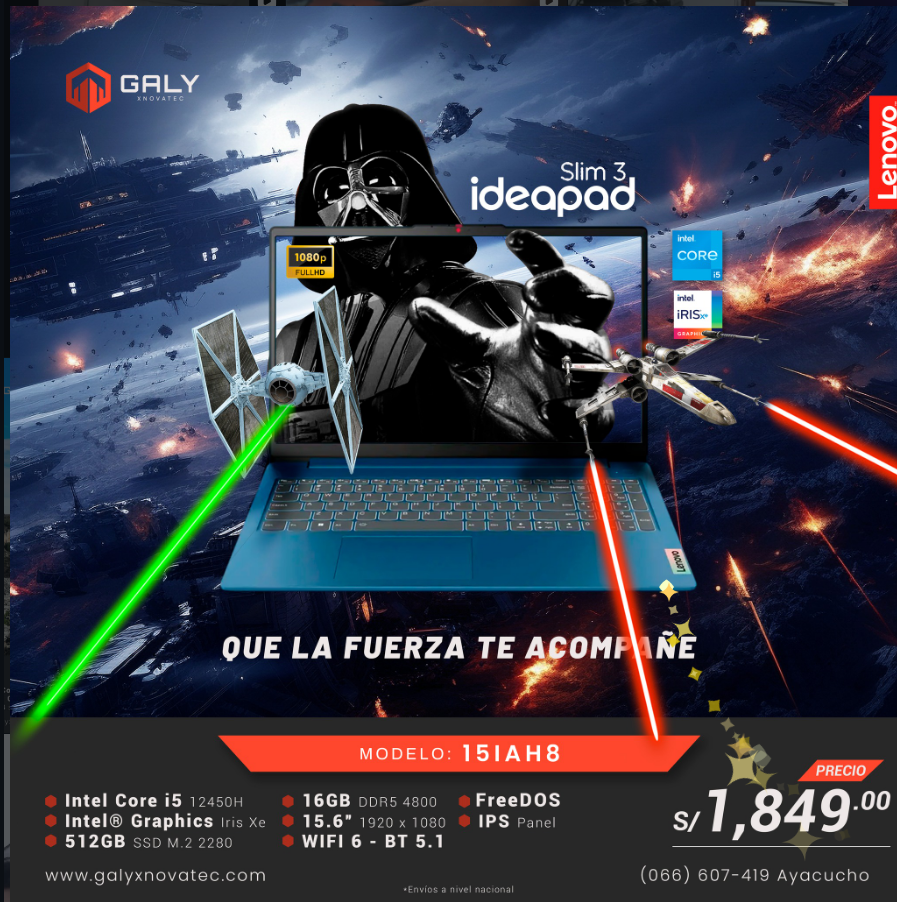 GALY
XNOVATEC
Lenovo
Slim 3
ideapad
1080p
FULLHD
intel.
CORE
i5
intel.
iRISxe
GRAPHICS
Lenovo
QUE LA FUERZA TE ACOMPAÑE
MODELO: 15IAH8
Intel Core i5 12450H
Intel® Graphics Iris Xe
512GB SSD M.2 2280
16GB DDR5 4800
15.6" 1920 x 1080
WIFI 6 - BT 5.1
FreeDOS
IPS Panel
PRECIO
S/ 1,849.00
www.galyxnovatec.com
*Envíos a nivel nacional
(066) 607-419 Ayacucho